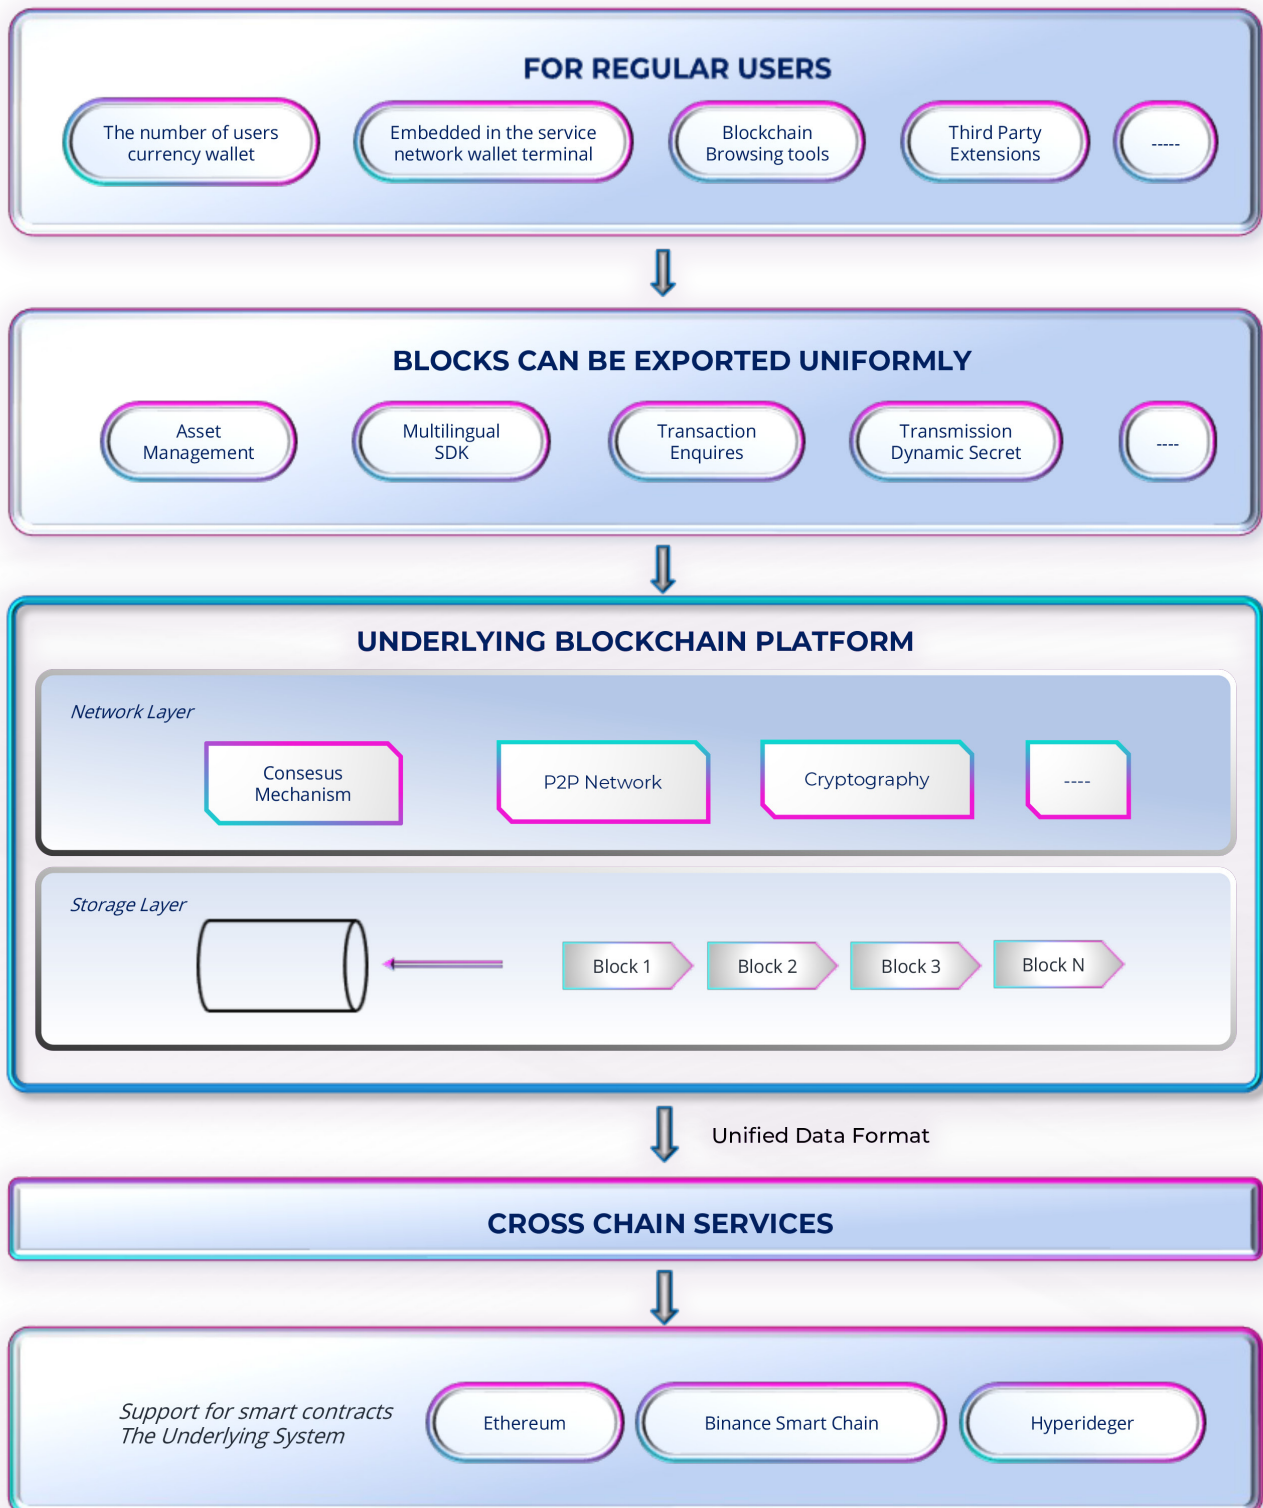 FOR REGULAR USERS
The number of users
currency wallet
Embedded in the service
network wallet terminal
Blockchain
Browsing tools
Third Party
Extensions
-----
BLOCKS CAN BE EXPORTED UNIFORMLY
Asset
Management
Multilingual
SDK
Transaction
Enquires
Transmission
Dynamic Secret
----
UNDERLYING BLOCKCHAIN PLATFORM
Network Layer
Consesus
Mechanism
P2P Network
Cryptography
----
Storage Layer
Block 1
Block 2
Block 3
Block N
Unified Data Format
CROSS CHAIN SERVICES
Support for smart contracts
The Underlying System
Ethereum
Binance Smart Chain
Hyperideger